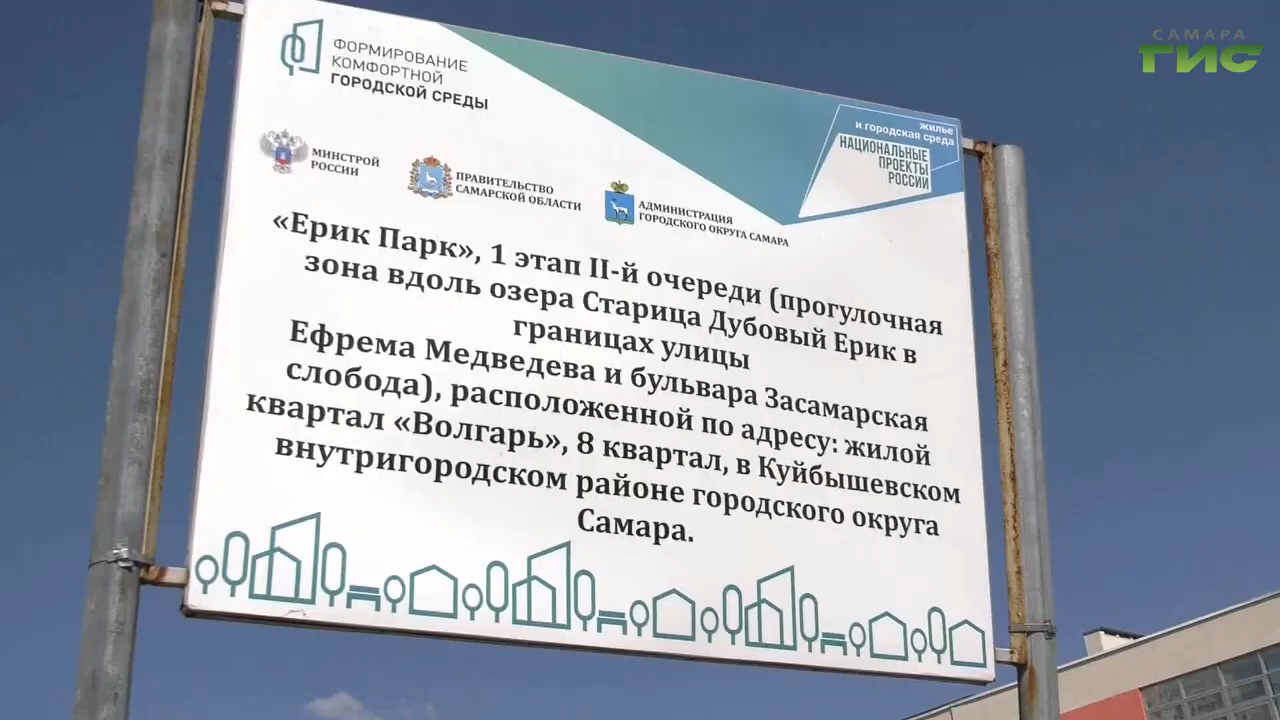 САМАРА
ГИС
ФОРМИРОВАНИЕ
КОМФОРТНОЙ
ГОРОДСКОЙ СРЕДЫ
ЖИЛЬЕ
И ГОРОДСКАЯ СРЕДА
НАЦИОНАЛЬНЫЕ
ПРОЕКТЫ
РОССИИ
МИНСТРОЙ
РОССИИ
ПРАВИТЕЛЬСТВО
САМАРСКОЙ ОБЛАСТИ
АДМИНИСТРАЦИЯ
ГОРОДСКОГО ОКРУГА САМАРА
«Ерик Парк», 1 этап II-й очереди (прогулочная
зона вдоль озера Старица Дубовый Ерик в
границах улицы
Ефрема Медведева и бульвара Засамарская
слобода), расположенной по адресу: жилой
квартал «Волгарь», 8 квартал, в Куйбышевском
внутригородском районе городского округа
Самара.